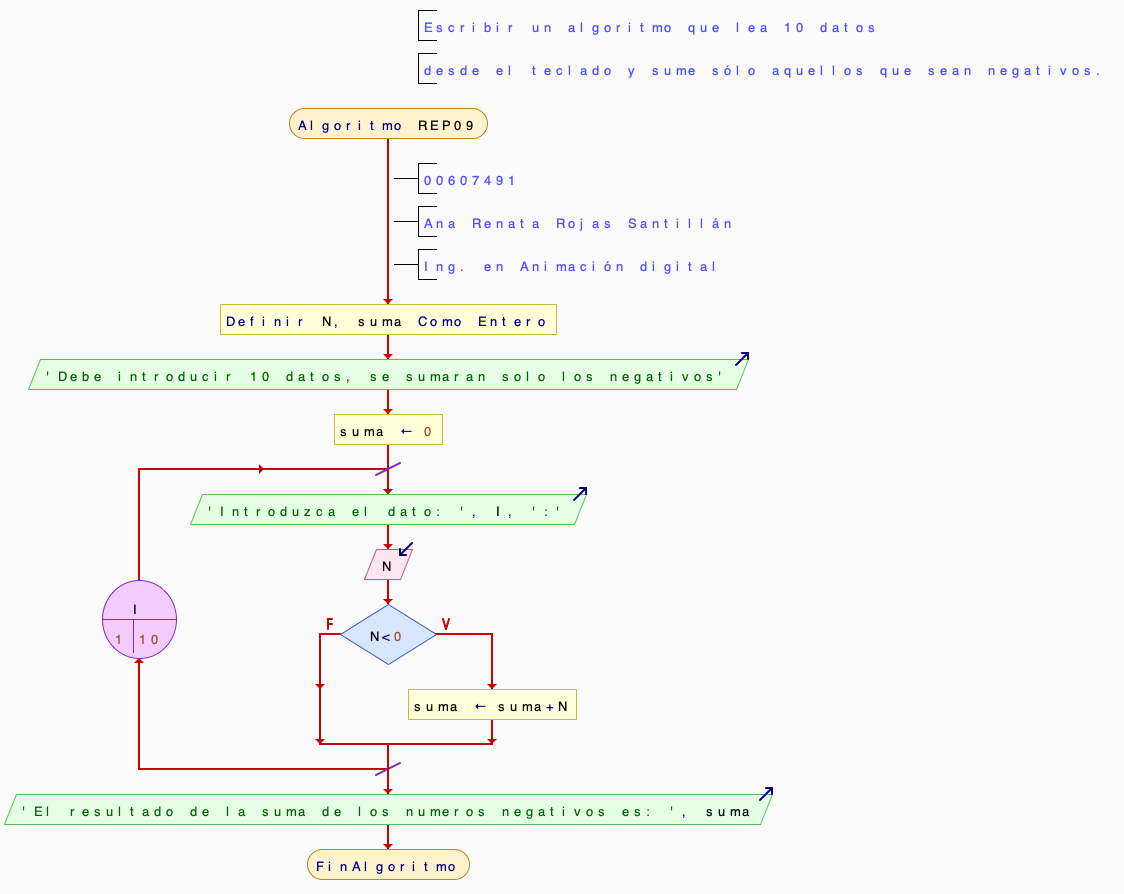 Escribir un algoritmo que lea 10 datos
desde el teclado y sume sólo aquellos que sean negativos.
Algoritmo REP09
00607491
Ana Renata Rojas Santillán
Ing. en Animación digital
Definir N, suma Como Entero
'Debe introducir 10 datos, se sumaran solo los negativos'
suma ← 0
'Introduzca el dato: ', I, ':'
N
I
1 10
F
V
N<0
suma ← suma+N
'El resultado de la suma de los numeros negativos es: ', suma
FinAlgoritmo